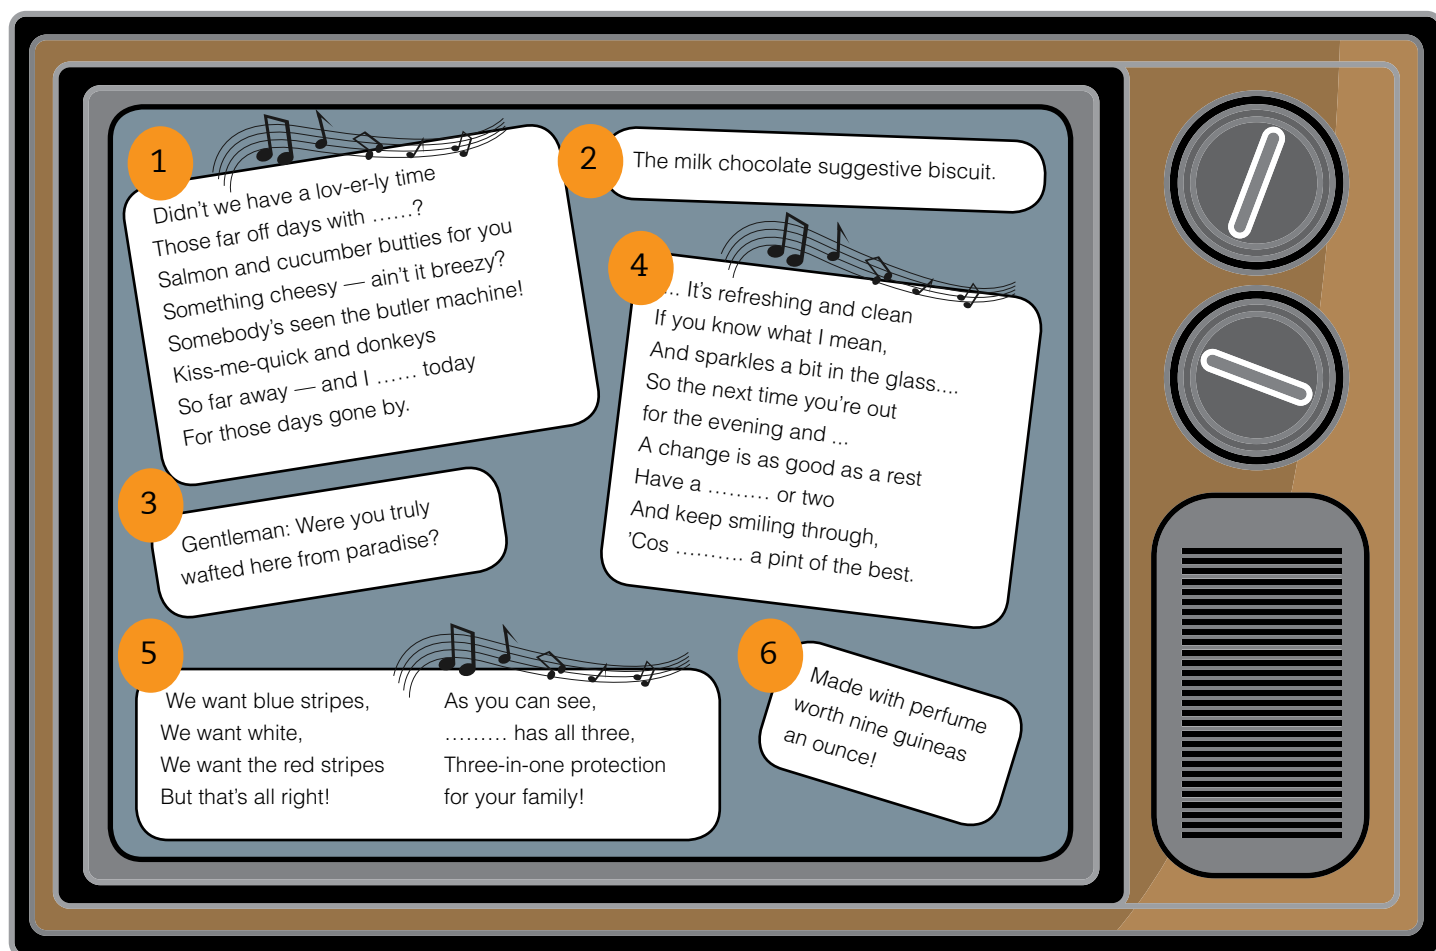 1
Didn't we have a lov-er-ly time
Those far off days with ......?
Salmon and cucumber butties for you
Something cheesy — ain't it breezy?
Somebody's seen the butler machine!
Kiss-me-quick and donkeys
So far away — and I ...... today
For those days gone by.
2
The milk chocolate suggestive biscuit.
3
Gentleman: Were you truly
wafted here from paradise?
4
... It's refreshing and clean
If you know what I mean,
And sparkles a bit in the glass....
So the next time you're out
for the evening and ...
A change is as good as a rest
Have a ......... or two
And keep smiling through,
'Cos .......... a pint of the best.
5
We want blue stripes,
We want white,
We want the red stripes
But that's all right!
As you can see,
......... has all three,
Three-in-one protection
for your family!
6
Made with perfume
worth nine guineas
an ounce!